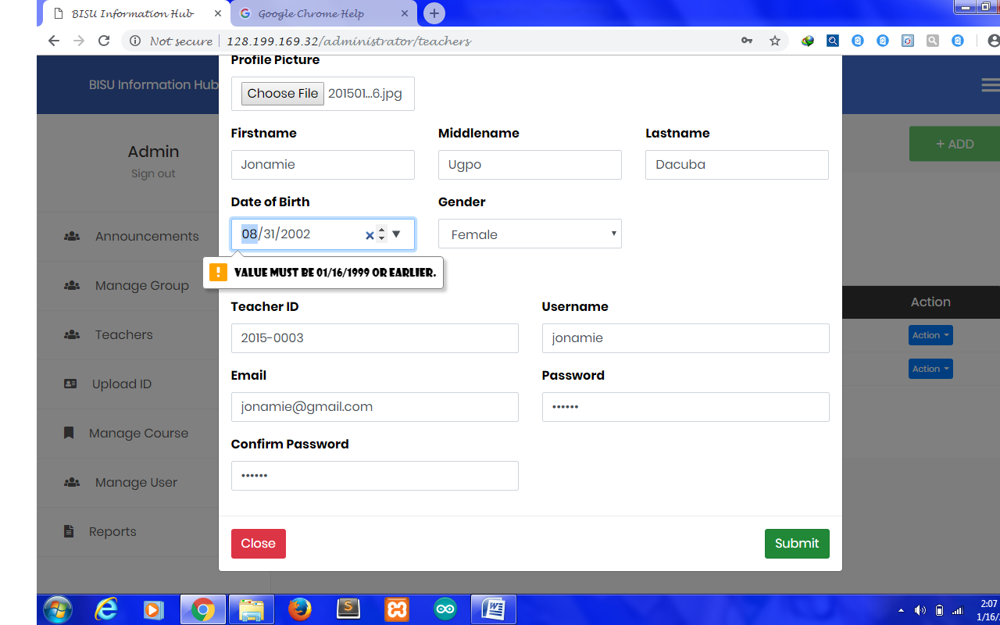 BISU Information Hub
Google Chrome Help
Not secure
128.199.169.32/administrator/teachers
Profile Picture
BISU Information Hub
Choose File 201501...6.jpg
Firstname Middlename Lastname
Jonamie Ugpo Dacuba
Admin
Sign out
+ ADD
Date of Birth Gender
08/31/2002 Female
VALUE MUST BE 01/16/1999 OR EARLIER.
Announcements
Manage Group
Teachers
Upload ID
Manage Course
Manage User
Reports
Teacher ID Username
2015-0003 jonamie
Email Password
jonamie@gmail.com ••••••
Confirm Password
••••••
Action
Action
Action
Close Submit
2:07
1/16/